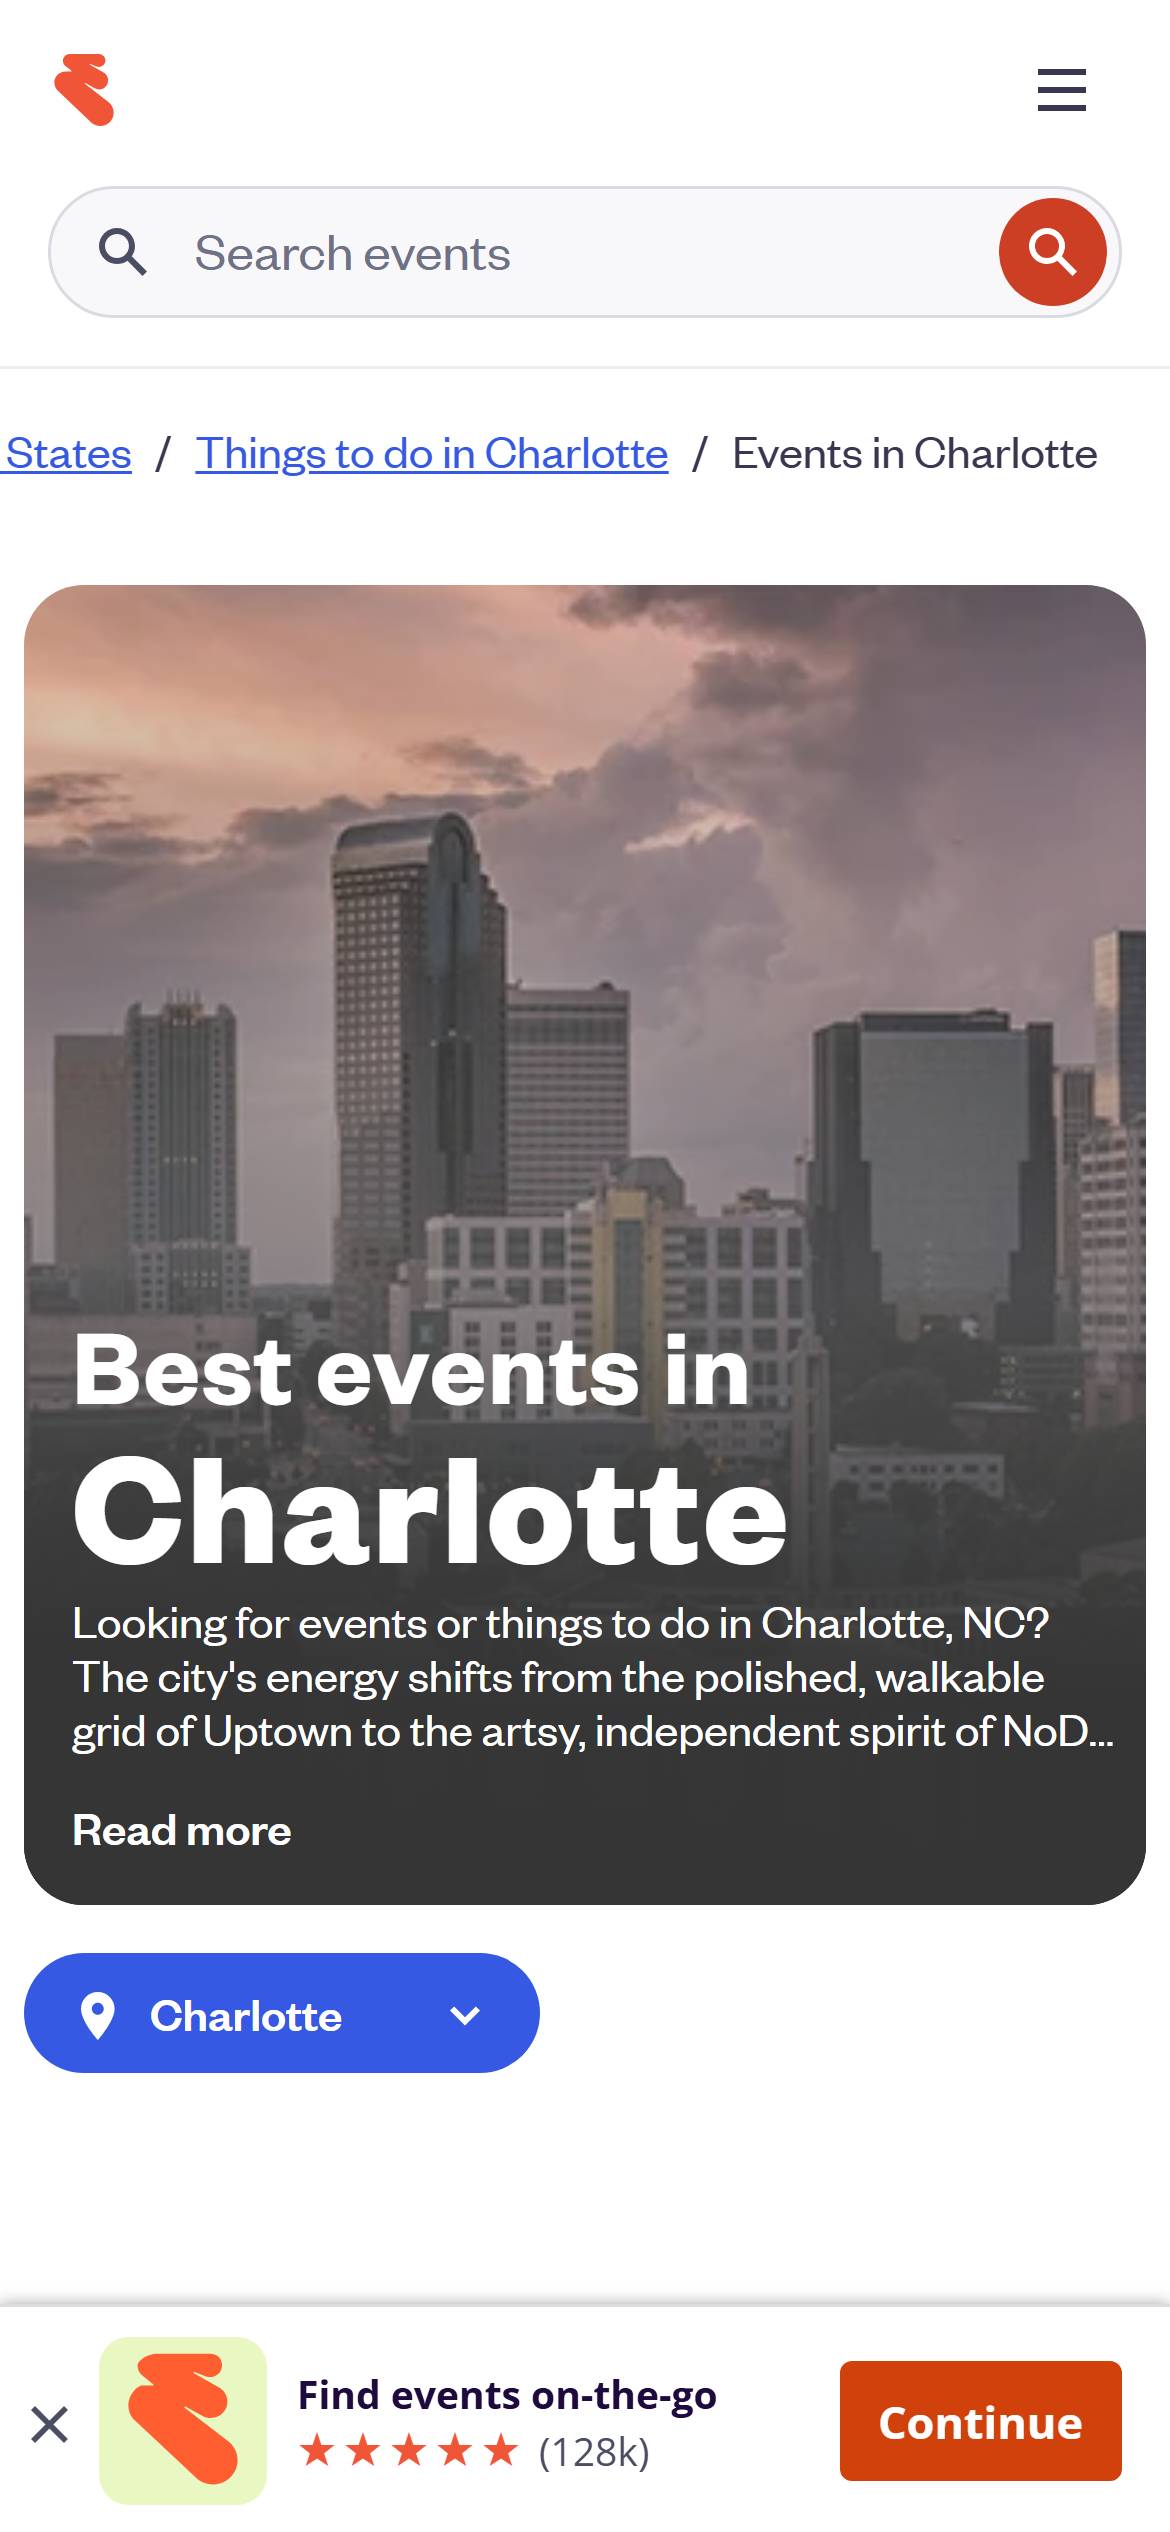 Search events
States / Things to do in Charlotte / Events in Charlotte
Best events in
Charlotte
Looking for events or things to do in Charlotte, NC?
The city's energy shifts from the polished, walkable
grid of Uptown to the artsy, independent spirit of NoD...
Read more
Charlotte
Find events on-the-go
(128k)
Continue